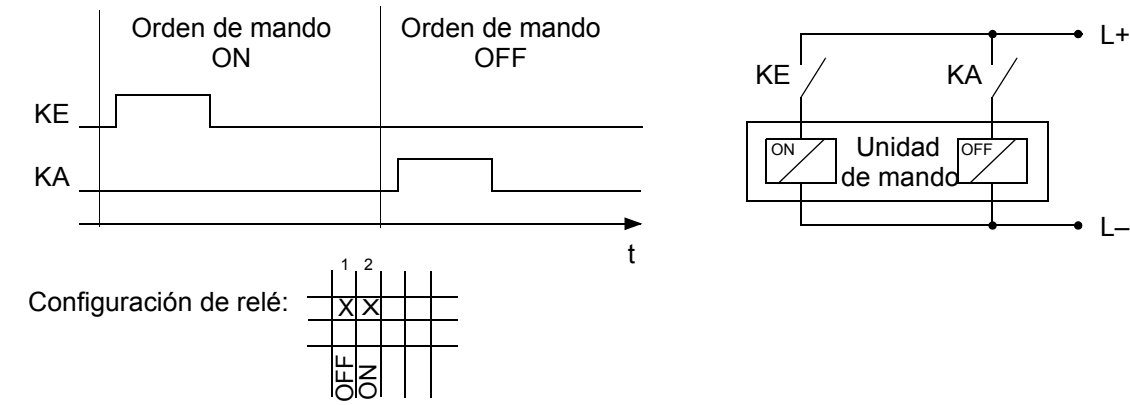 Orden de mando
ON
Orden de mando
OFF
KE
KA
t
KE
KA
L+
ON
Unidad
de mando
OFF
L–
1 2
Configuración de relé:
X X
OFF
ON